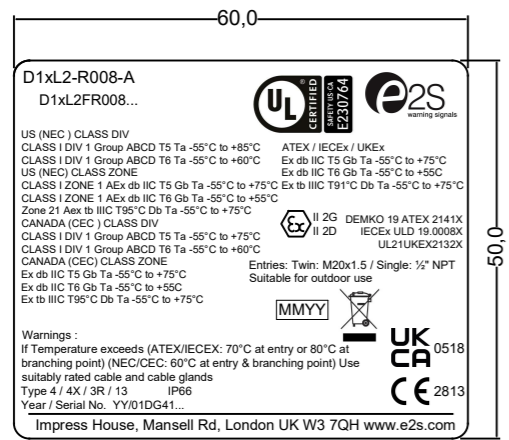 60,0
D1xL2-R008-A
D1xL2FR008...
UL
CERTIFIED
SAFETY US-CA
E230764
e2S
warning signals
US (NEC ) CLASS DIV
CLASS I DIV 1 Group ABCD T5 Ta -55°C to +85°C
CLASS I DIV 1 Group ABCD T6 Ta -55°C to +60°C
US (NEC) CLASS ZONE
CLASS I ZONE 1 AEx db IIC T5 Gb Ta -55°C to +75°C
CLASS I ZONE 1 AEx db IIC T6 Gb Ta -55°C to +55°C
Zone 21 Aex tb IIIC T95°C Db Ta -55°C to +75°C
CANADA (CEC ) CLASS DIV
CLASS I DIV 1 Group ABCD T5 Ta -55°C to +75°C
CLASS I DIV 1 Group ABCD T6 Ta -55°C to +60°C
CANADA (CEC) CLASS ZONE
Ex db IIC T5 Gb Ta -55°C to +75°C
Ex db IIC T6 Gb Ta -55°C to +55C
Ex tb IIIC T95°C Db Ta -55°C to +75°C
ATEX / IECEx / UKEx
Ex db IIC T5 Gb Ta -55°C to +75°C
Ex db IIC T6 Gb Ta -55°C to +55C
Ex tb IIIC T91°C Db Ta -55°C to +75°C
Ex
II 2G
II 2D
DEMKO 19 ATEX 2141X
IECEx ULD 19.0008X
UL21UKEX2132X
Entries: Twin: M20x1.5 / Single: ½" NPT
Suitable for outdoor use
MMYY
50,0
Warnings :
If Temperature exceeds (ATEX/IECEX: 70°C at entry or 80°C at
branching point) (NEC/CEC: 60°C at entry & branching point) Use
suitably rated cable and cable glands
Type 4 / 4X / 3R / 13 IP66
Year / Serial No. YY/01DG41...
UK
CA 0518
CE 2813
Impress House, Mansell Rd, London UK W3 7QH www.e2s.com